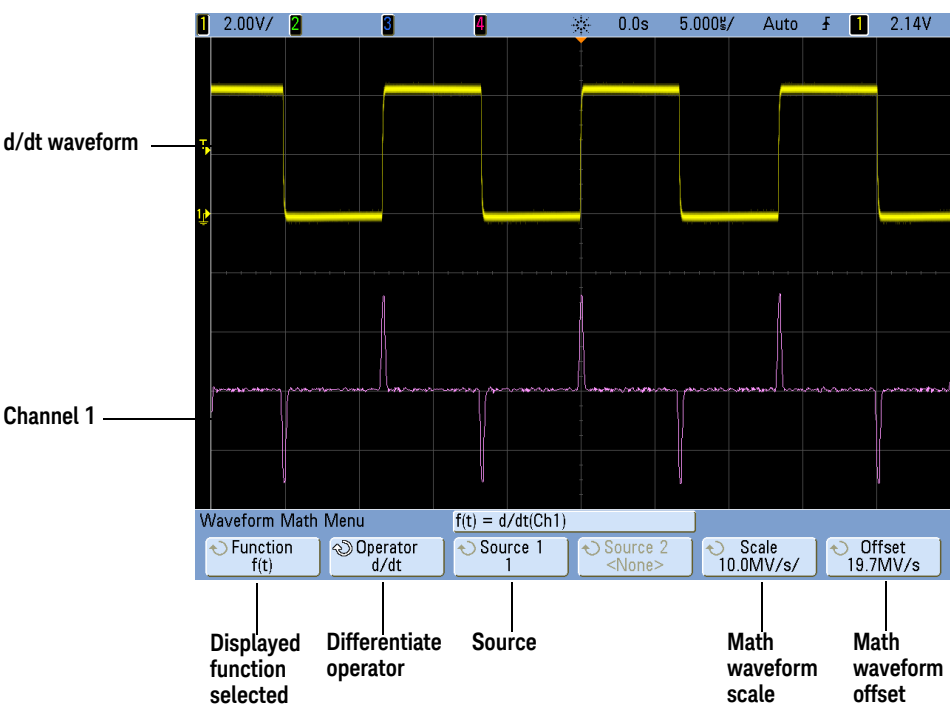 1 2.00V/ 2 3 4 0.0s 5.000µ/ Auto 1 2.14V
d/dt waveform
T
1
Channel 1
Waveform Math Menu f(t) = d/dt(Ch1)
Function Operator Source 1 Source 2 Scale Offset
f(t) d/dt 1 <None> 10.0MV/s/ 19.7MV/s
Displayed Differentiate Source Math Math
function operator waveform waveform
selected scale offset